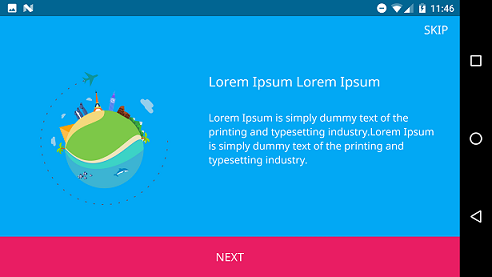 11:46
SKIP
Lorem Ipsum Lorem Ipsum
Lorem Ipsum is simply dummy text of the
printing and typesetting industry.Lorem Ipsum
is simply dummy text of the printing and
typesetting industry.
NEXT